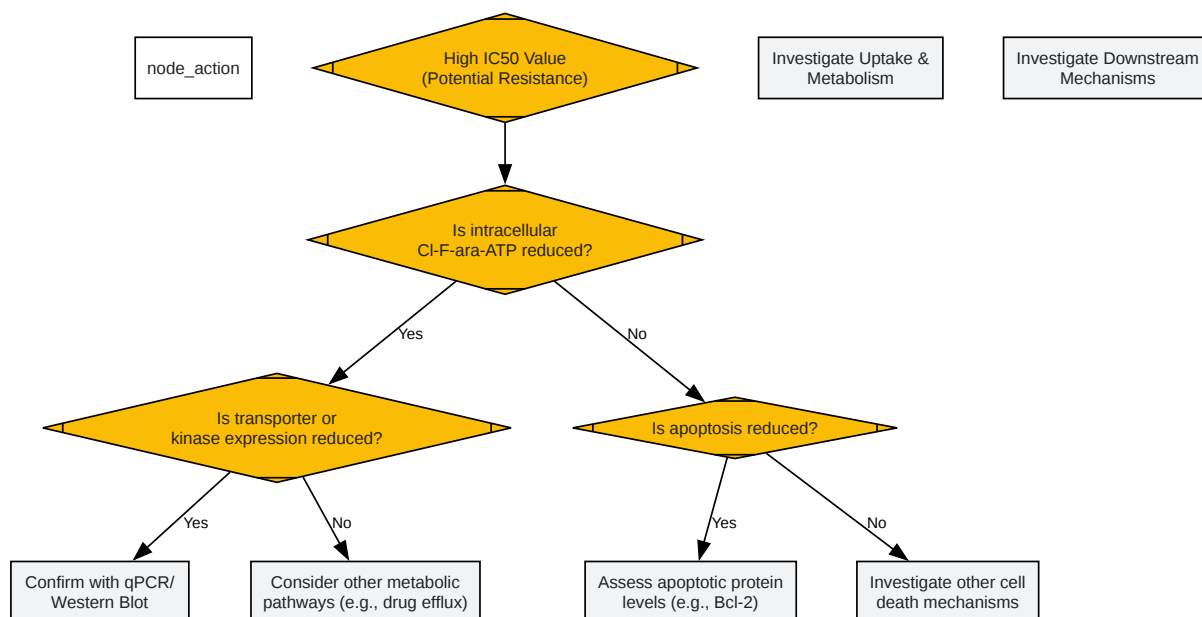 node_action
High IC50 Value
(Potential Resistance)
Investigate Uptake &
Metabolism
Investigate Downstream
Mechanisms
Is intracellular
Cl-F-ara-ATP reduced?
Yes
No
Is transporter or
kinase expression reduced?
Is apoptosis reduced?
Yes
No
Yes
No
Confirm with qPCR/
Western Blot
Consider other metabolic
pathways (e.g., drug efflux)
Assess apoptotic protein
levels (e.g., Bcl-2)
Investigate other cell
death mechanisms